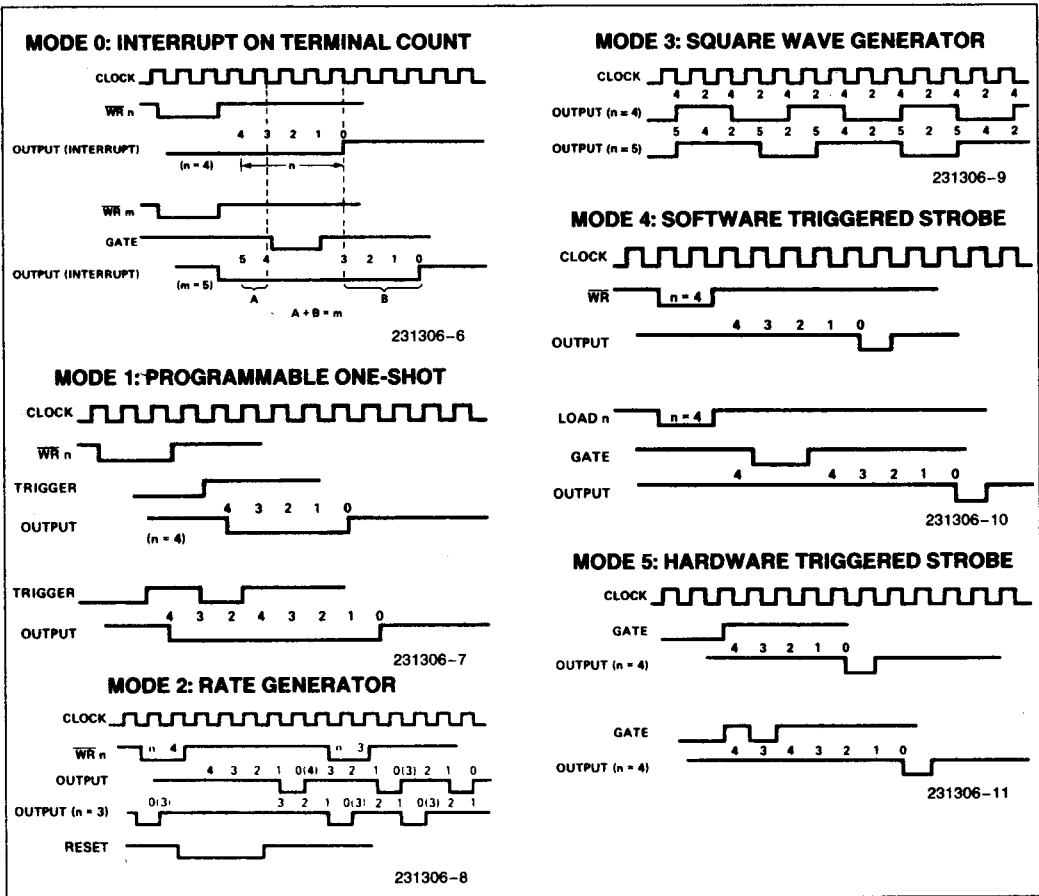 MODE 0: INTERRUPT ON TERMINAL COUNT
CLOCK
WR n
4 3 2 1 0
OUTPUT (INTERRUPT)
(n = 4)
n
WR m
GATE
5 4 3 2 1 0
OUTPUT (INTERRUPT)
(m = 5)
A B
A + B = m
231306–6
MODE 1: PROGRAMMABLE ONE-SHOT
CLOCK
WR n
TRIGGER
4 3 2 1 0
OUTPUT
(n = 4)
TRIGGER
4 3 2 4 3 2 1 0
OUTPUT
231306–7
MODE 2: RATE GENERATOR
CLOCK
WR n
n 4 n 3
4 3 2 1 0(4) 3 2 1 0(3) 2 1 0
OUTPUT
0(3) 3 2 1 0(3) 2 1 0(3) 2 1
OUTPUT (n = 3)
RESET
231306–8
MODE 3: SQUARE WAVE GENERATOR
CLOCK
4 2 4 2 4 2 4 2 4 2 4 2 4
OUTPUT (n = 4)
5 4 2 5 2 5 4 2 5 2 5 4 2
OUTPUT (n = 5)
231306–9
MODE 4: SOFTWARE TRIGGERED STROBE
CLOCK
WR n = 4
4 3 2 1 0
OUTPUT
LOAD n n = 4
GATE
4 4 3 2 1 0
OUTPUT
231306–10
MODE 5: HARDWARE TRIGGERED STROBE
CLOCK
GATE
4 3 2 1 0
OUTPUT (n = 4)
GATE
4 3 4 3 2 1 0
OUTPUT (n = 4)
231306–11